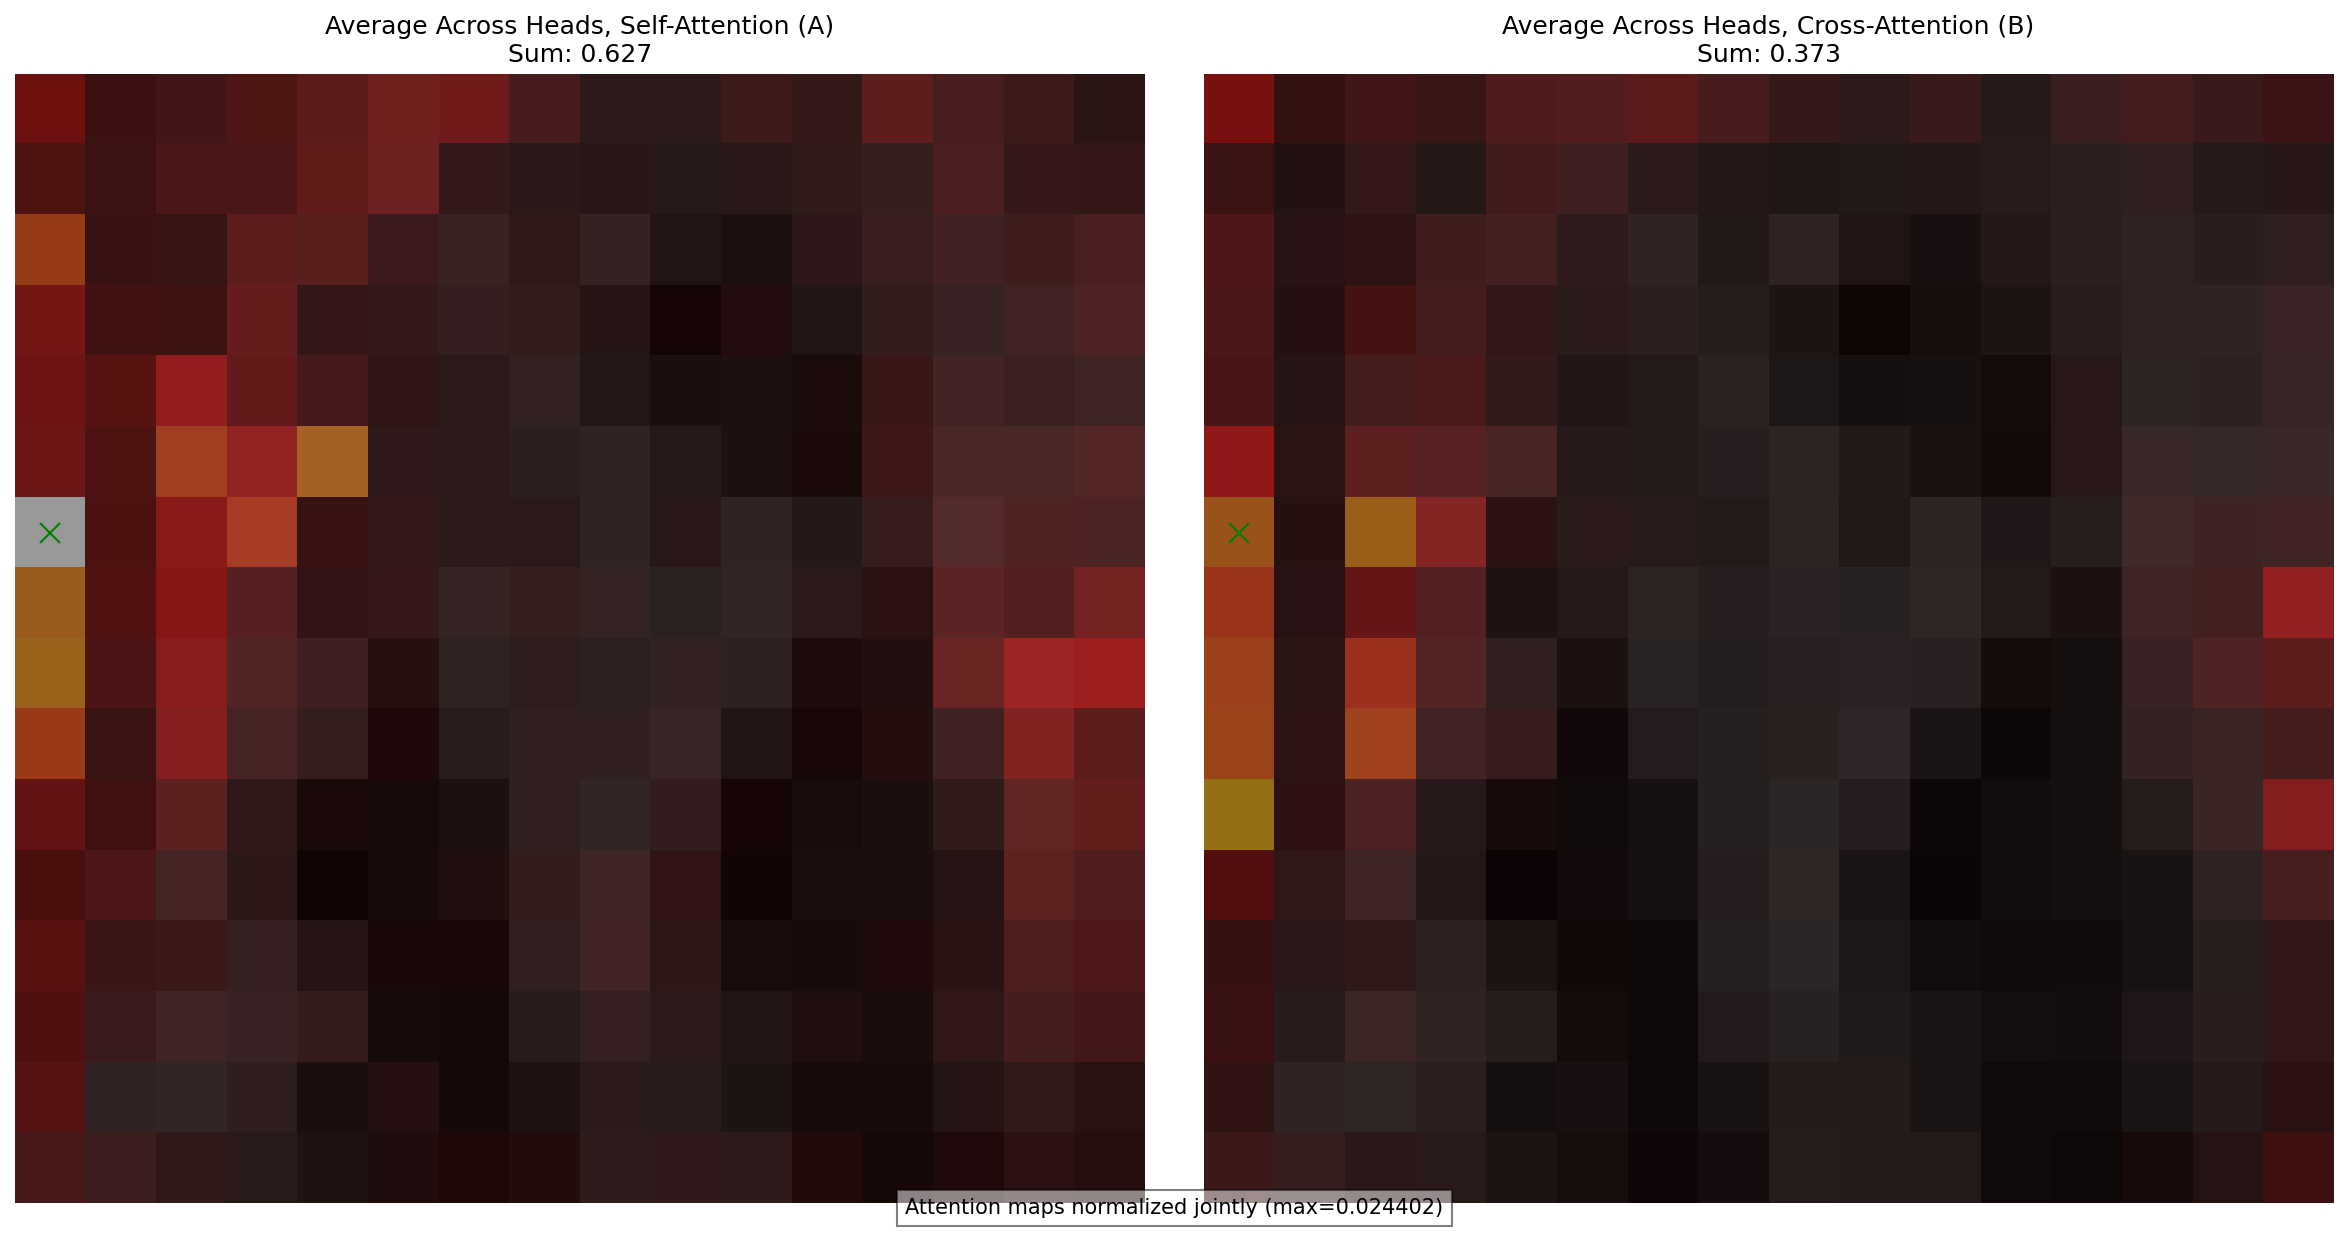 Average Across Heads, Self-Attention (A)
Sum: 0.627
Average Across Heads, Cross-Attention (B)
Sum: 0.373
Attention maps normalized jointly (max=0.024402)